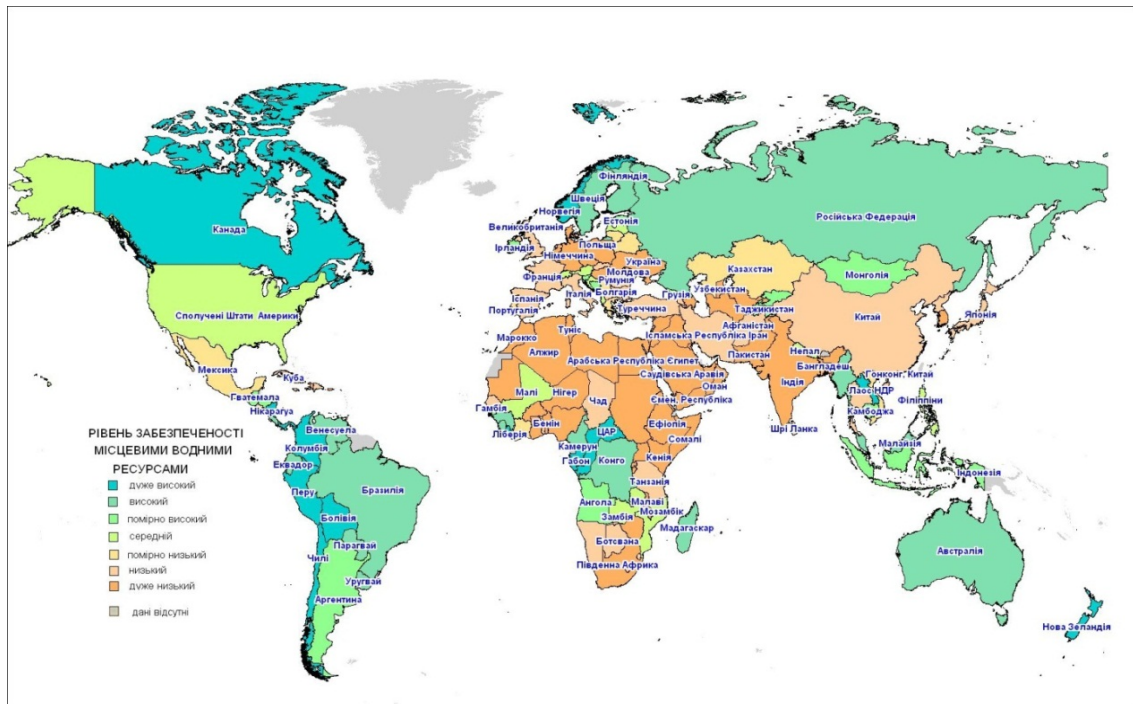 Фінляндія
Швеція
Норвегія
Естонія
Російська Федерація
Канада
Великобританія
Ірландія
Польща
Німеччина
Україна
Молдова
Франція
Румунія
Казахстан
Монголія
Болгарія
Узбекистан
Іспанія
Італія
Грузія
Туреччина
Португалія
Таджикистан
Сполучені Штати Америки
Китай
Японія
Афганістан
Туніс
Ісламська Республіка Іран
Марокко
Алжир
Арабська Республіка Єгипет
Пакистан
Непал
Бангладеш
Мексика
Саудівська Аравія
Гонконг, Китай
Куба
Малі
Нігер
Оман
Індія
Лаос НДР
Гватемала
Чад
Ємен, Республіка
Філіппіни
Нікарагуа
Гамбія
Камбоджа
Бенін
Ефіопія
Шрі Ланка
Венесуела
Ліберія
ЦАР
Сомалі
Малайзія
Колумбія
Камерун
Еквадор
Габон
Конго
Кенія
Індонезія
Перу
Бразилія
Танзанія
Ангола
Малаві
Болівія
Замбія
Мозамбік
Мадагаскар
Парагвай
Ботсвана
Австралія
Чилі
Південна Африка
Уругвай
Аргентина
Нова Зеландія
РІВЕНЬ ЗАБЕЗПЕЧЕНОСТІ
МІСЦЕВИМИ ВОДНИМИ
РЕСУРСАМИ
дуже високий
високий
помірно високий
середній
помірно низький
низький
дуже низький
дані відсутні